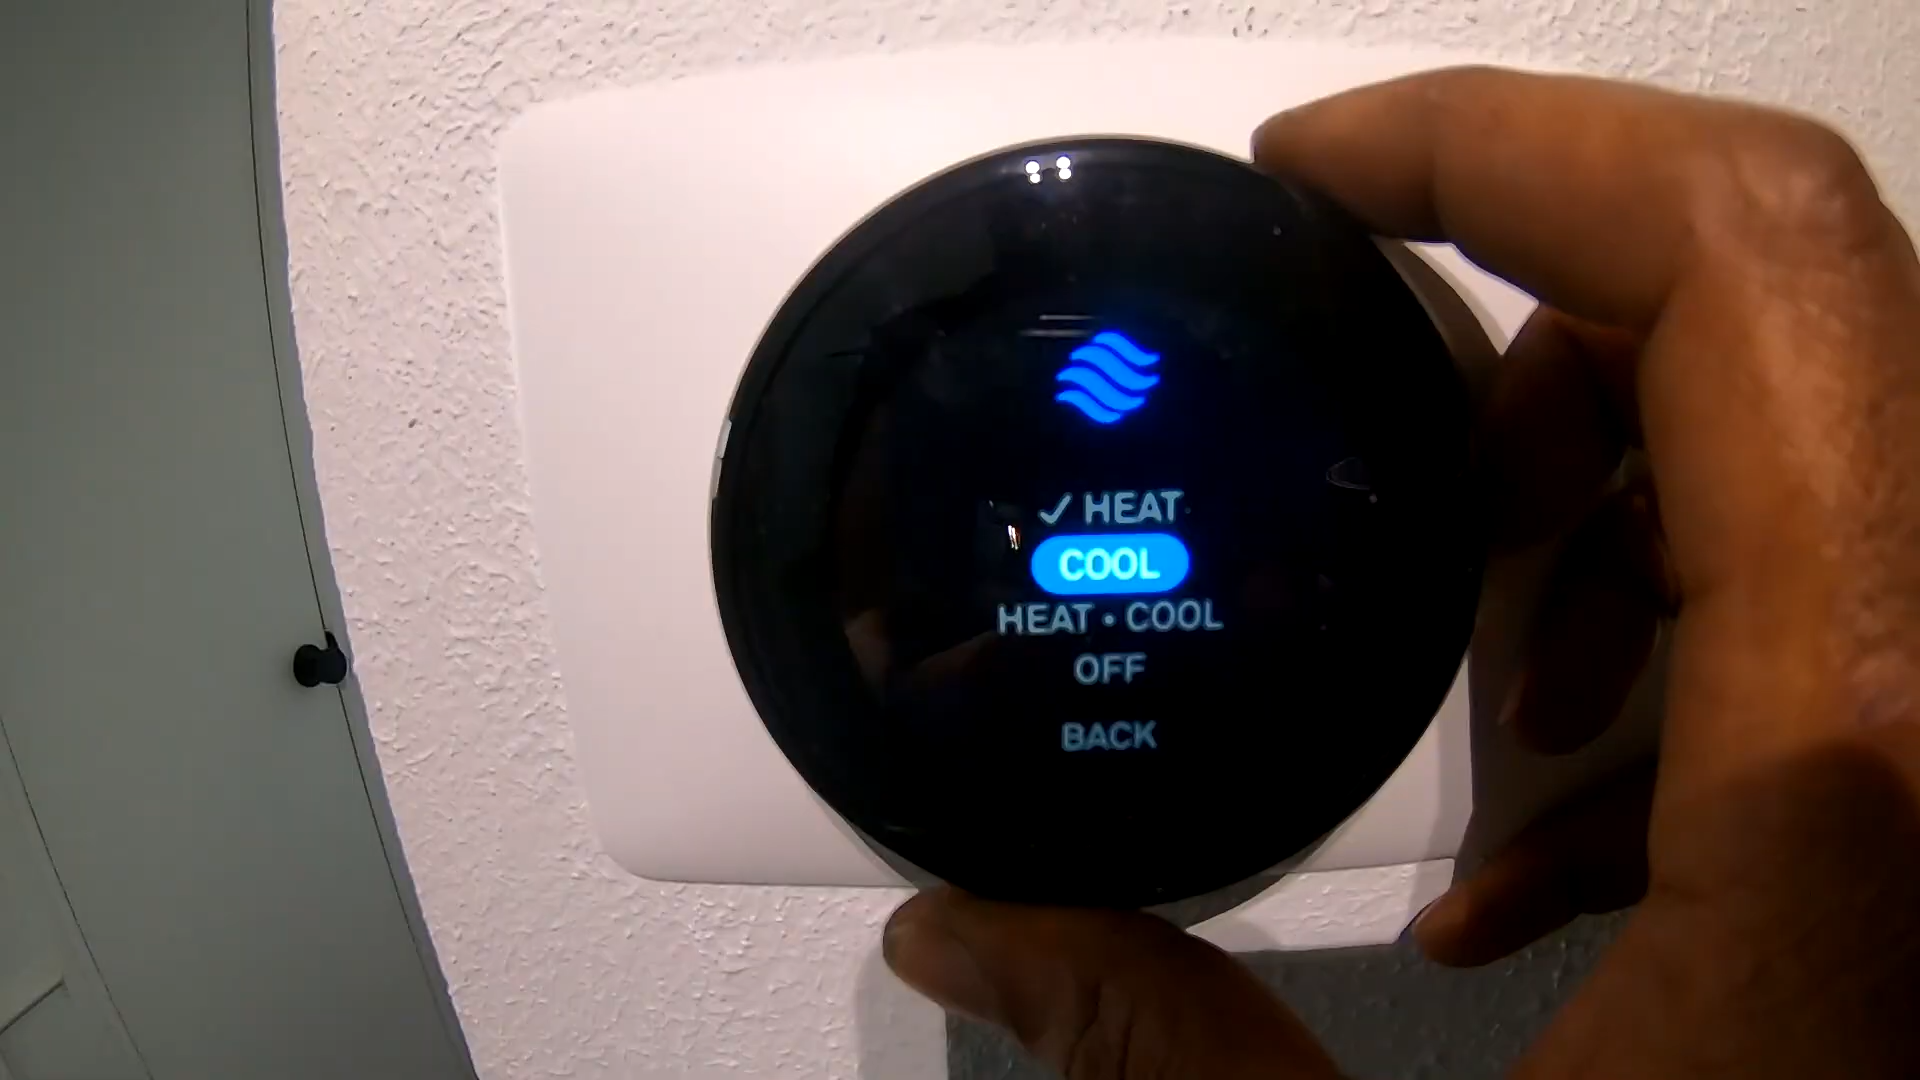 ✓ HEAT
COOL
HEAT • COOL
OFF
BACK